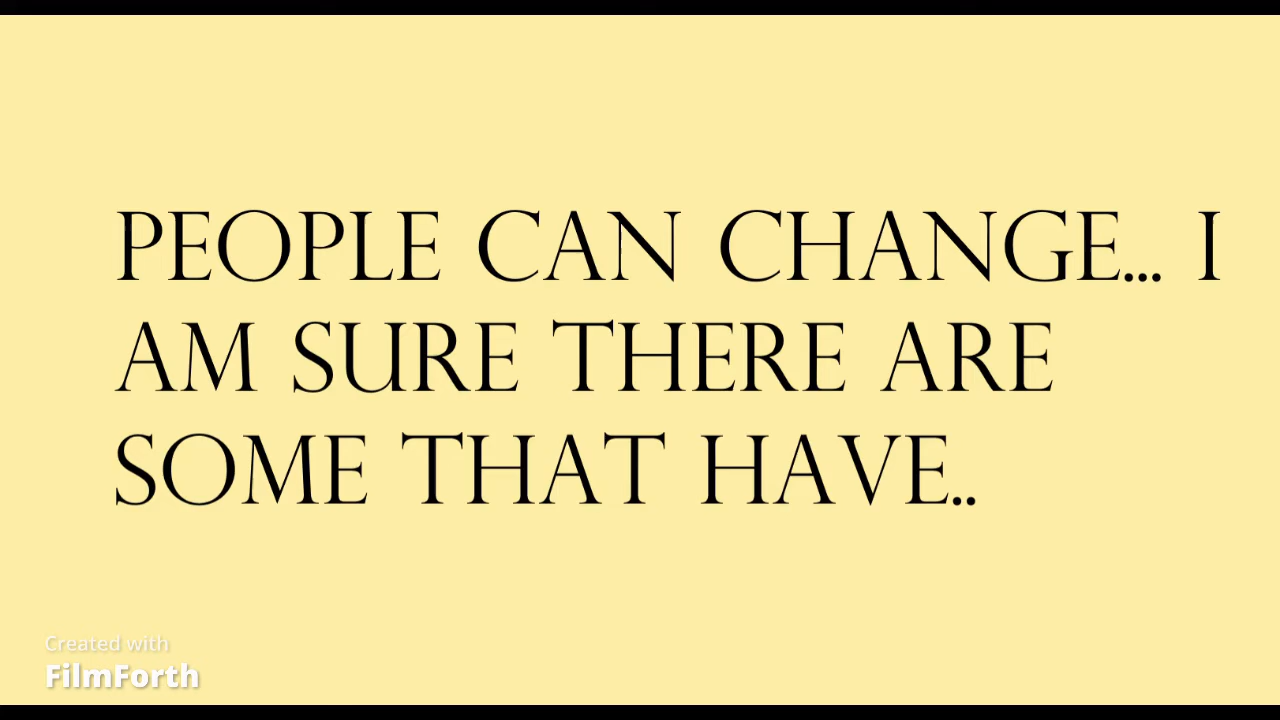 PEOPLE CAN CHANGE... I
AM SURE THERE ARE
SOME THAT HAVE..
Created with
FilmForth